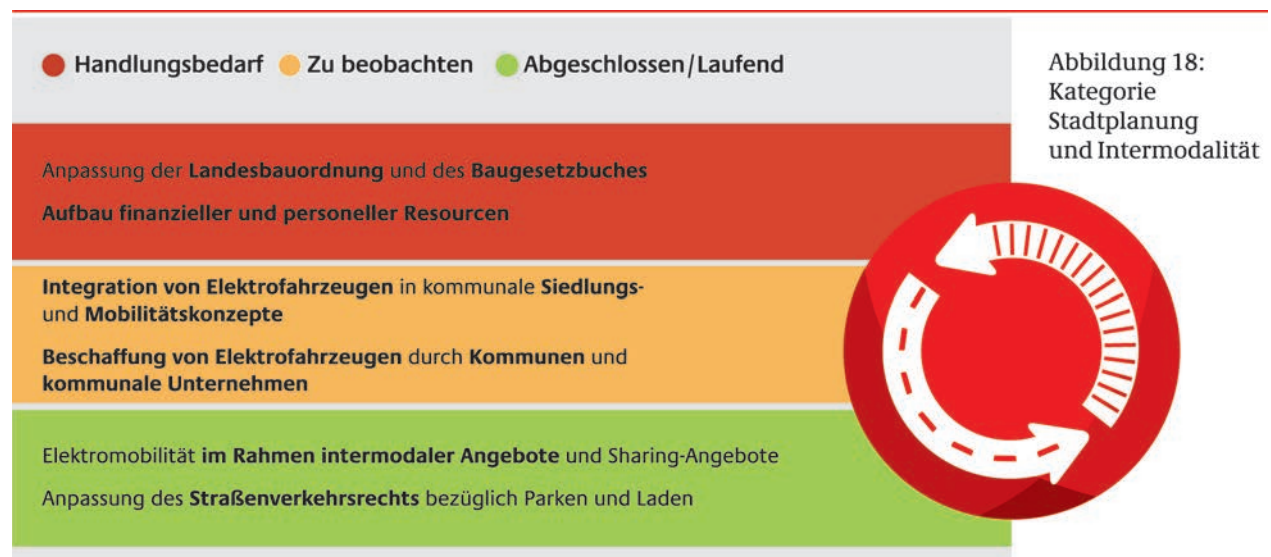 Handlungsbedarf Zu beobachten Abgeschlossen/Laufend
Abbildung 18:
Kategorie
Stadtplanung
und Intermodalität
Anpassung der Landesbauordnung und des Baugesetzbuches
Aufbau finanzieller und personeller Resourcen
Integration von Elektrofahrzeugen in kommunale Siedlungs-
und Mobilitätskonzepte
Beschaffung von Elektrofahrzeugen durch Kommunen und
kommunale Unternehmen
Elektromobilität im Rahmen intermodaler Angebote und Sharing-Angebote
Anpassung des Straßenverkehrsrechts bezüglich Parken und Laden